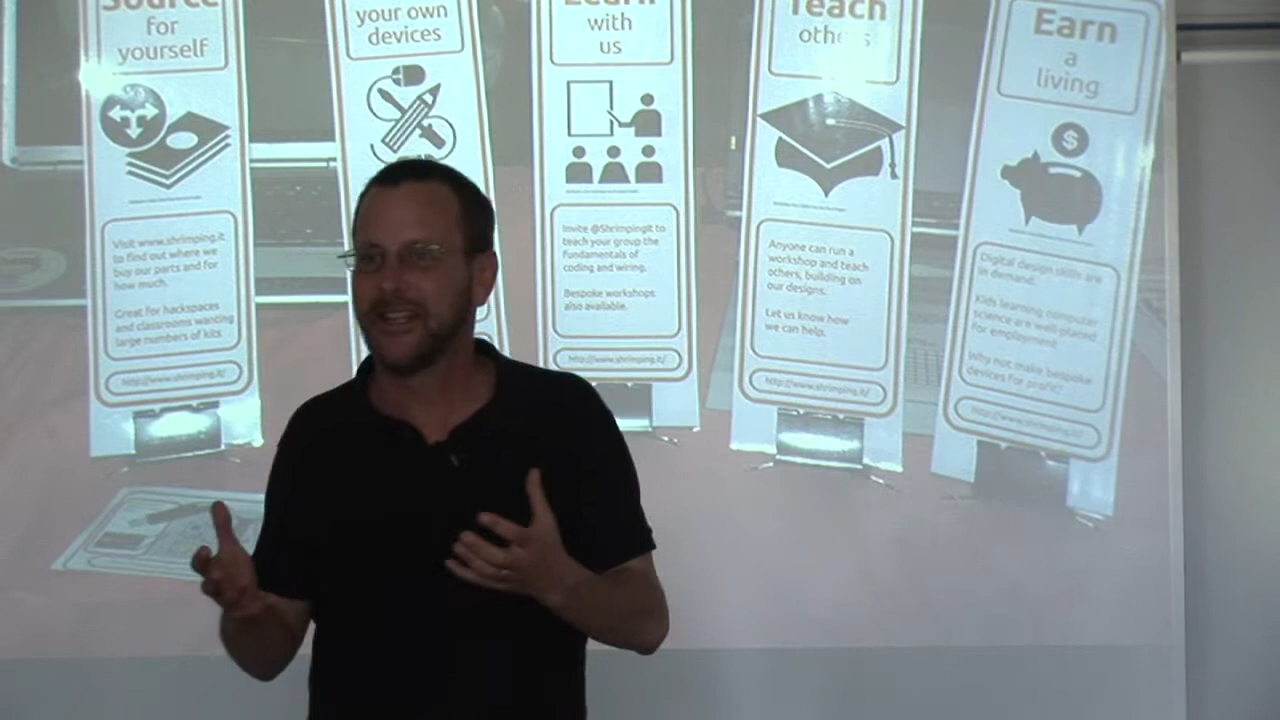 Source
for
yourself
Visit www.shrimping.it
to find out where we
buy our parts and for
how much.
Great for hackspaces
and classrooms wanting
large numbers of kits
http://www.shrimping.it/
your own
devices
Learn
with
us
Invite @ShrimpingIt to
teach your group the
fundamentals of
coding and wiring.
Bespoke workshops
also available.
http://www.shrimping.it/
Teach
others
Anyone can run a
workshop and teach
others, building on
our designs.
Let us know how
we can help.
http://www.shrimping.it/
Earn
a
living
$
Digital design skills are
in demand.
Kids learning computer
science are well-placed
for employment
Why not make bespoke
devices for profit?
http://www.shrimping.it/